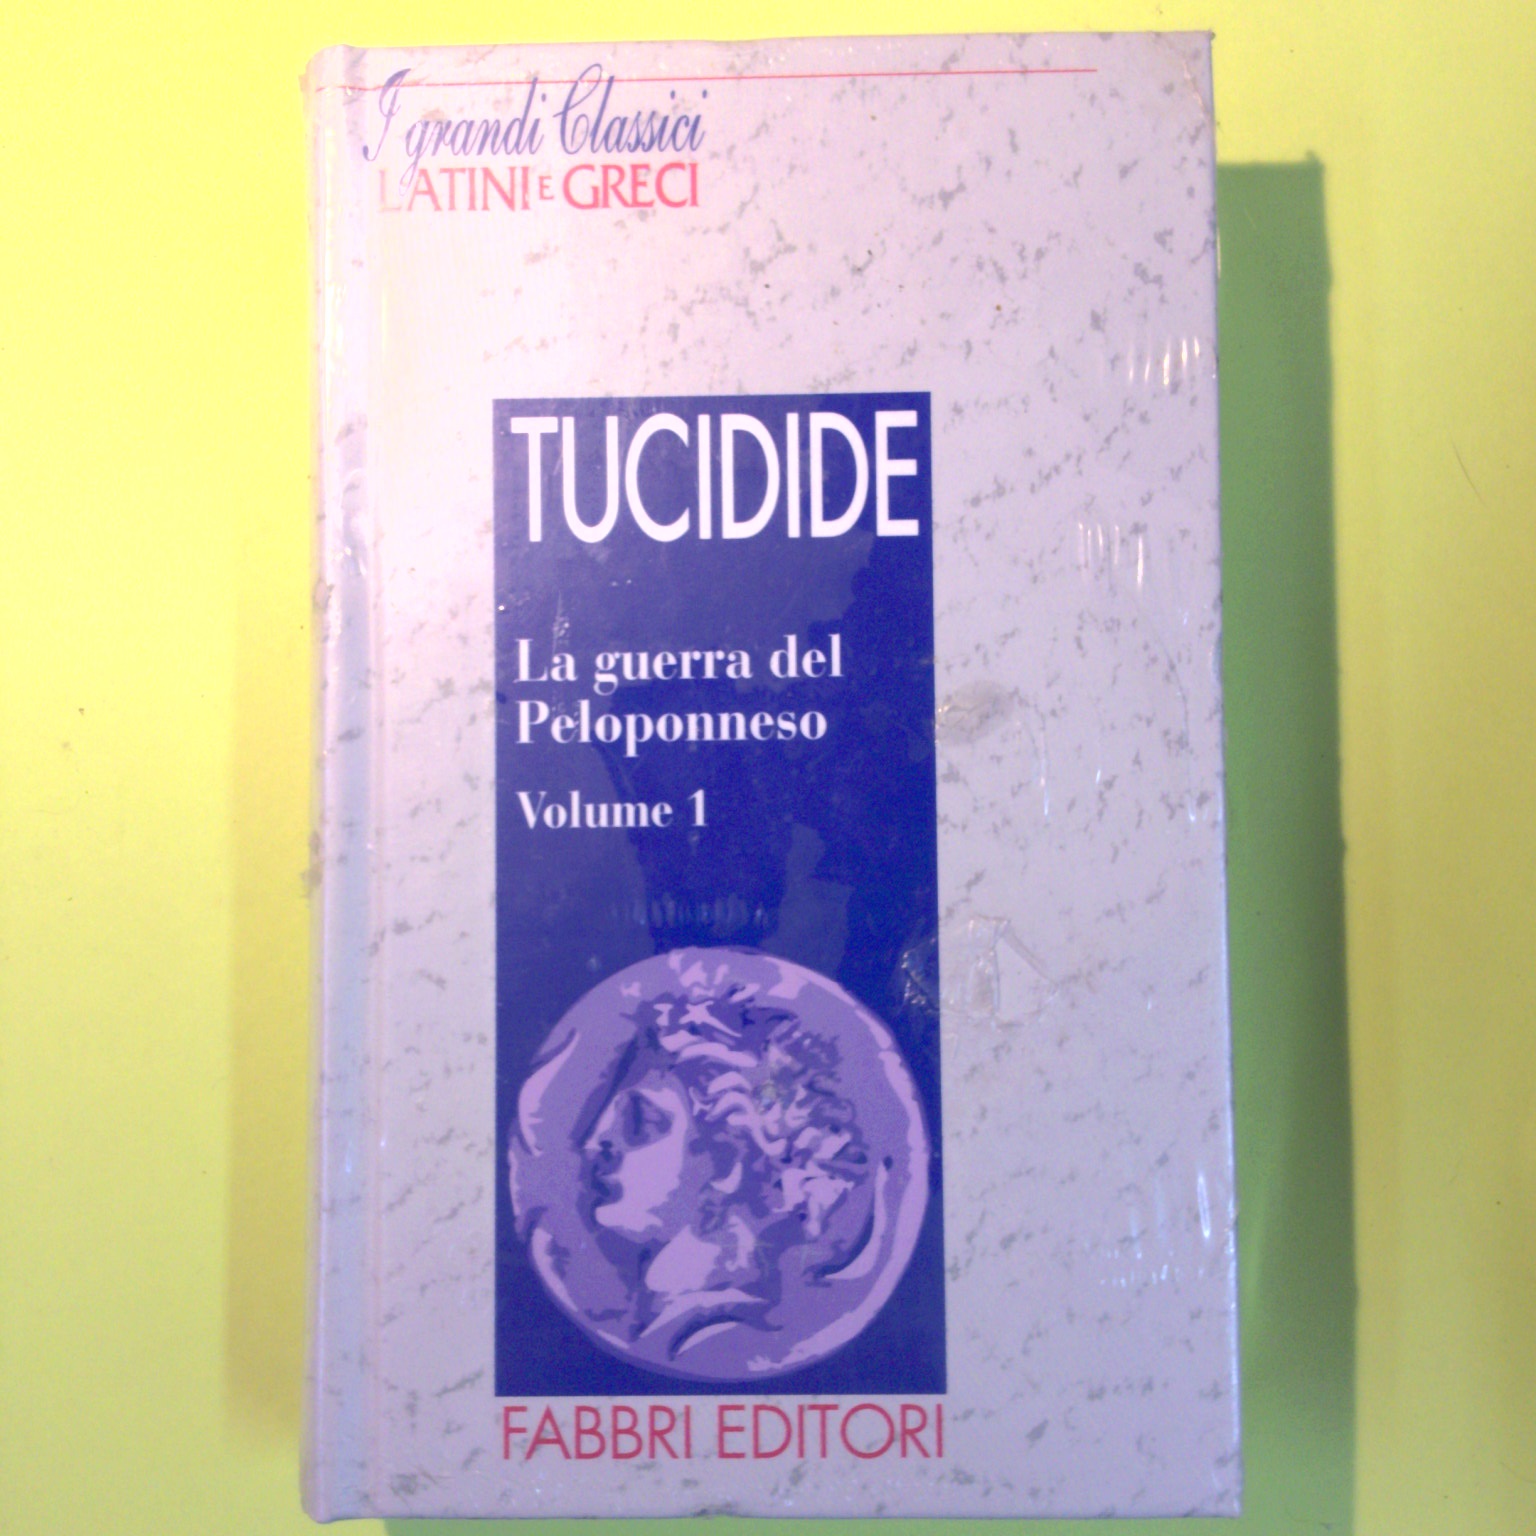 I grandi Classici
LATINI E GRECI
TUCIDIDE
La guerra del
Peloponneso
Volume 1
FABBRI EDITORI